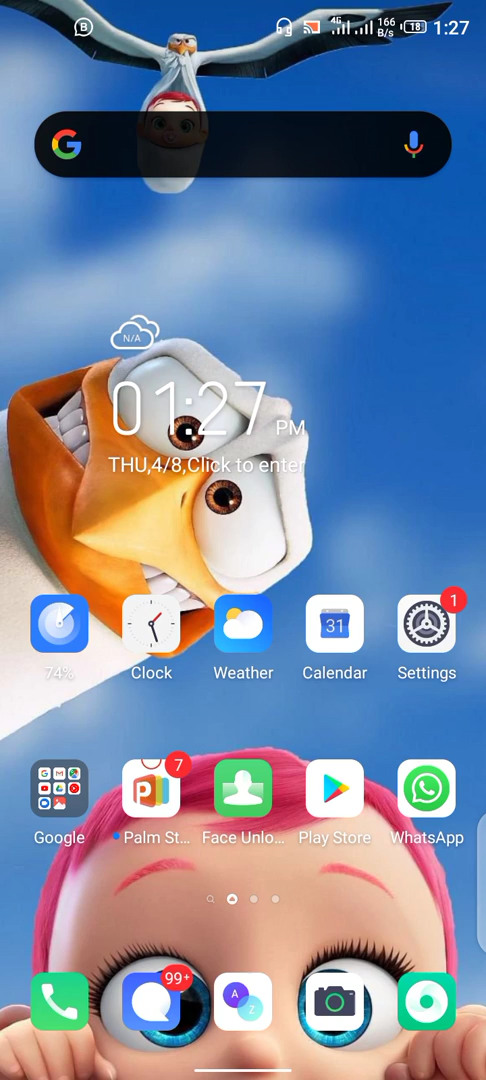 B 4G 166 B/s 18 1:27
G
N/A
01:27 PM
THU,4/8,Click to enter
31 1
74% Clock Weather Calendar Settings
7
Google Palm St... Face Unlo... Play Store WhatsApp
99+ A Z